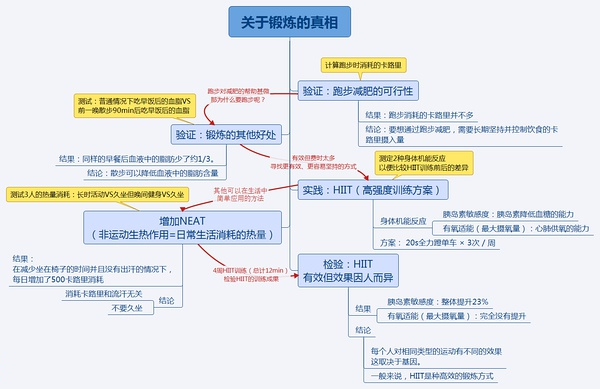 关于锻炼的真相
计算跑步时消耗的卡路里
验证：跑步减肥的可行性
结果：跑步消耗的卡路里并不多
结论：要想通过跑步减肥，需要长期坚持并控制饮食的卡路里摄入量
跑步对减肥的帮助甚微
那为什么要跑步呢？
测试：普通情况下吃早饭后的血脂VS
前一晚散步90min后吃早饭后的血脂
验证：锻炼的其他好处
结果：同样的早餐后血液中的脂肪少了约1/3。
结论：散步可以降低血液中的脂肪含量
有效但费时太多
寻找更有效、更容易坚持的方式
测定2种身体机能反应
以便比较HIIT训练前后的差异
实践：HIIT（高强度训练方案）
身体机能反应
胰岛素敏感度：胰岛素降低血糖的能力
有氧适能（最大摄氧量）：心肺供氧的能力
方案： 20s全力蹬单车 × 3次 / 周
其他可以在生活中
简单应用的方法
测试3人的热量消耗：长时活动VS久坐但晚间健身VS久坐
增加NEAT
（非运动生热作用=日常生活消耗的热量）
结果：
在减少坐在椅子的时间并且没有出汗的情况下，
每日增加了500卡路里消耗
消耗卡路里和流汗无关
不要久坐
结论
4周HIIT训练（总计12min）
检验HIIT的训练成果
检验：HIIT
有效但效果因人而异
结果
胰岛素敏感度：整体提升23%
有氧适能（最大摄氧量）：完全没有提升
结论
每个人对相同类型的运动有不同的效果
这取决于基因。
一般来说，HIIT是种高效的锻炼方式